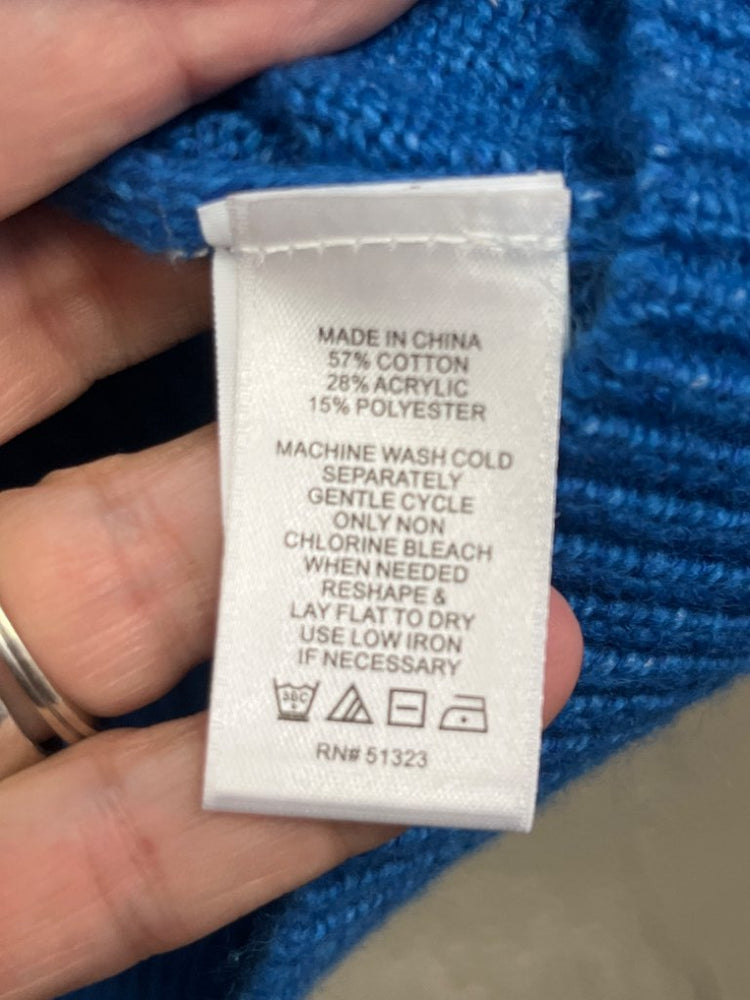 MADE IN CHINA
57% COTTON
28% ACRYLIC
15% POLYESTER
MACHINE WASH COLD
SEPARATELY
GENTLE CYCLE
ONLY NON
CHLORINE BLEACH
WHEN NEEDED
RESHAPE &
LAY FLAT TO DRY
USE LOW IRON
IF NECESSARY
RN# 51323